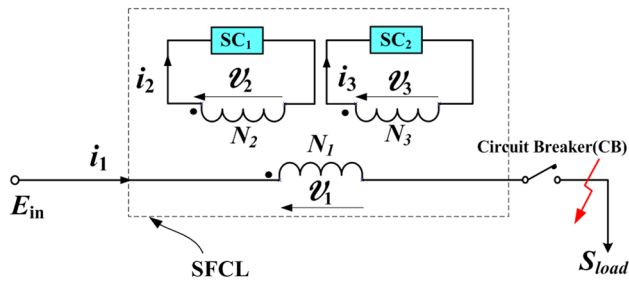 SC1 SC2
i2 v2 i3 v3
N2 N3
i1 N1 Circuit Breaker(CB)
v1
Ein
SFCL Sload